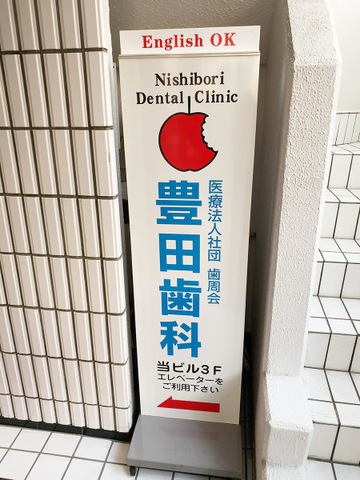 English OK
Nishibori
Dental Clinic
医療法人社団 歯周会
豊田歯科
当ビル3F
エレベーターを
ご利用下さい